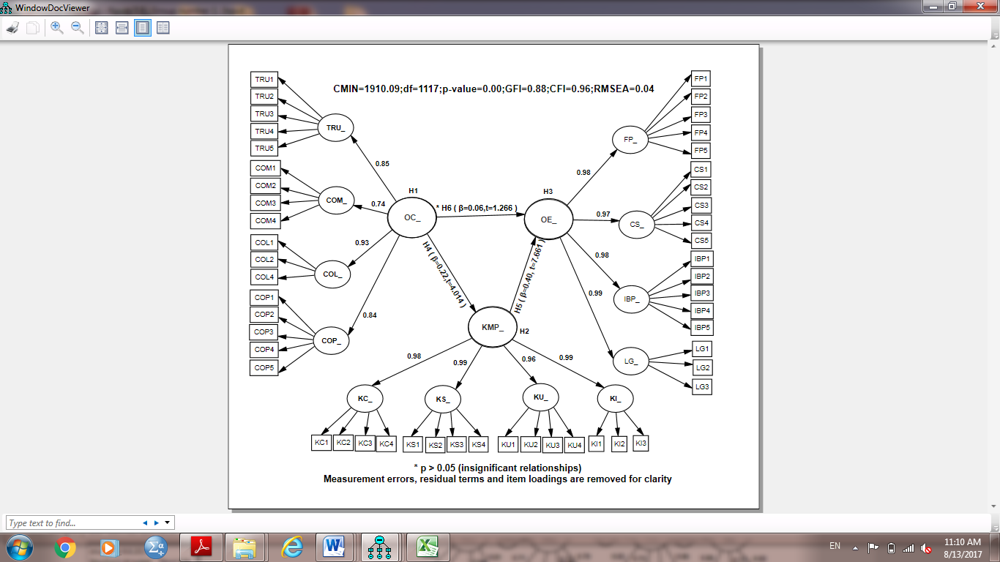 WindowDocViewer
CMIN=1910.09;df=1117;p-value=0.00;GFI=0.88;CFI=0.96;RMSEA=0.04
TRU1
TRU2
TRU3
TRU4
TRU5
TRU_
0.85
COM1
COM2
COM3
COM4
COM_
0.74
COL1
COL2
COL4
COL_
0.93
COP1
COP2
COP3
COP4
COP5
COP_
0.84
H1
OC_
* H6 ( β=0.06,t=1.266 )
H4 ( β=0.22,t=4.014 )
H5 ( β=0.40, t=7.661 )
H3
OE_
KMP_
H2
0.98
FP_
FP1
FP2
FP3
FP4
FP5
0.97
CS_
CS1
CS2
CS3
CS4
CS5
0.98
IBP_
IBP1
IBP2
IBP3
IBP4
IBP5
0.99
LG_
LG1
LG2
LG3
0.98
0.99
0.96
0.99
KC_
KS_
KU_
KI_
KC1
KC2
KC3
KC4
KS1
KS2
KS3
KS4
KU1
KU2
KU3
KU4
KI1
KI2
KI3
* p > 0.05 (insignificant relationships)
Measurement errors, residual terms and item loadings are removed for clarity
Type text to find...
Σα
W
EN
11:10 AM
8/13/2017